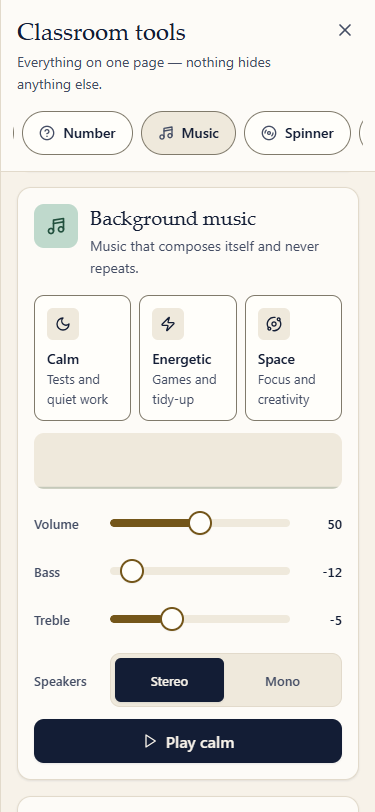 Classroom tools
Everything on one page — nothing hides
anything else.
Number
Music
Spinner
Background music
Music that composes itself and never
repeats.
Calm
Tests and
quiet work
Energetic
Games and
tidy-up
Space
Focus and
creativity
Volume 50
Bass -12
Treble -5
Speakers Stereo Mono
Play calm